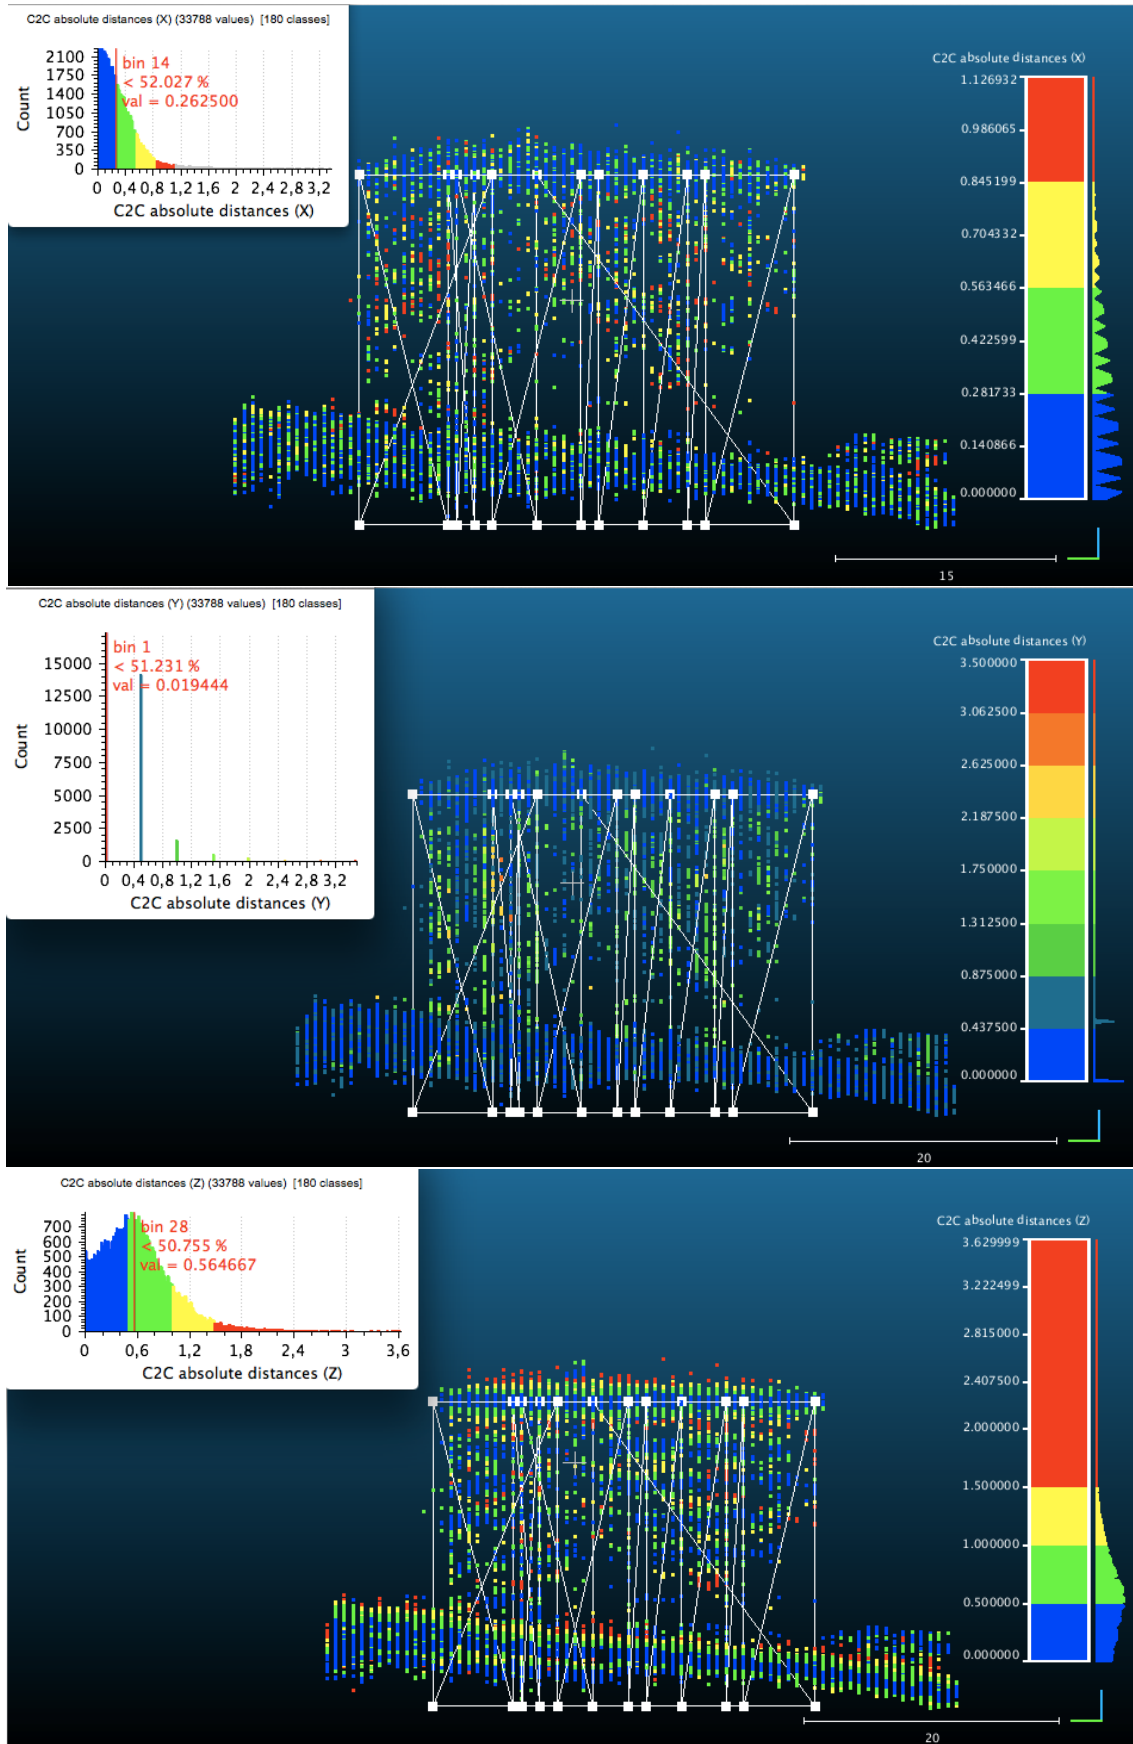 C2C absolute distances (X) (33788 values) [180 classes]
bin 14
< 52.027 %
val = 0.262500
2100
1750
1400
1050
700
350
0
Count
0 0,4 0,8 1,2 1,6 2 2,4 2,8 3,2
C2C absolute distances (X)
C2C absolute distances (X)
1.126932
0.986065
0.845199
0.704332
0.563466
0.422599
0.281733
0.140866
0.000000
15
C2C absolute distances (Y) (33788 values) [180 classes]
bin 1
< 51.231 %
val = 0.019444
15000
12500
10000
7500
5000
2500
0
Count
0 0,4 0,8 1,2 1,6 2 2,4 2,8 3,2
C2C absolute distances (Y)
C2C absolute distances (Y)
3.500000
3.062500
2.625000
2.187500
1.750000
1.312500
0.875000
0.437500
0.000000
20
C2C absolute distances (Z) (33788 values) [180 classes]
bin 28
< 50.755 %
val = 0.564667
700
600
500
400
300
200
100
0
Count
0 0,6 1,2 1,8 2,4 3 3,6
C2C absolute distances (Z)
C2C absolute distances (Z)
3.629999
3.222499
2.815000
2.407500
2.000000
1.500000
1.000000
0.500000
0.000000
20